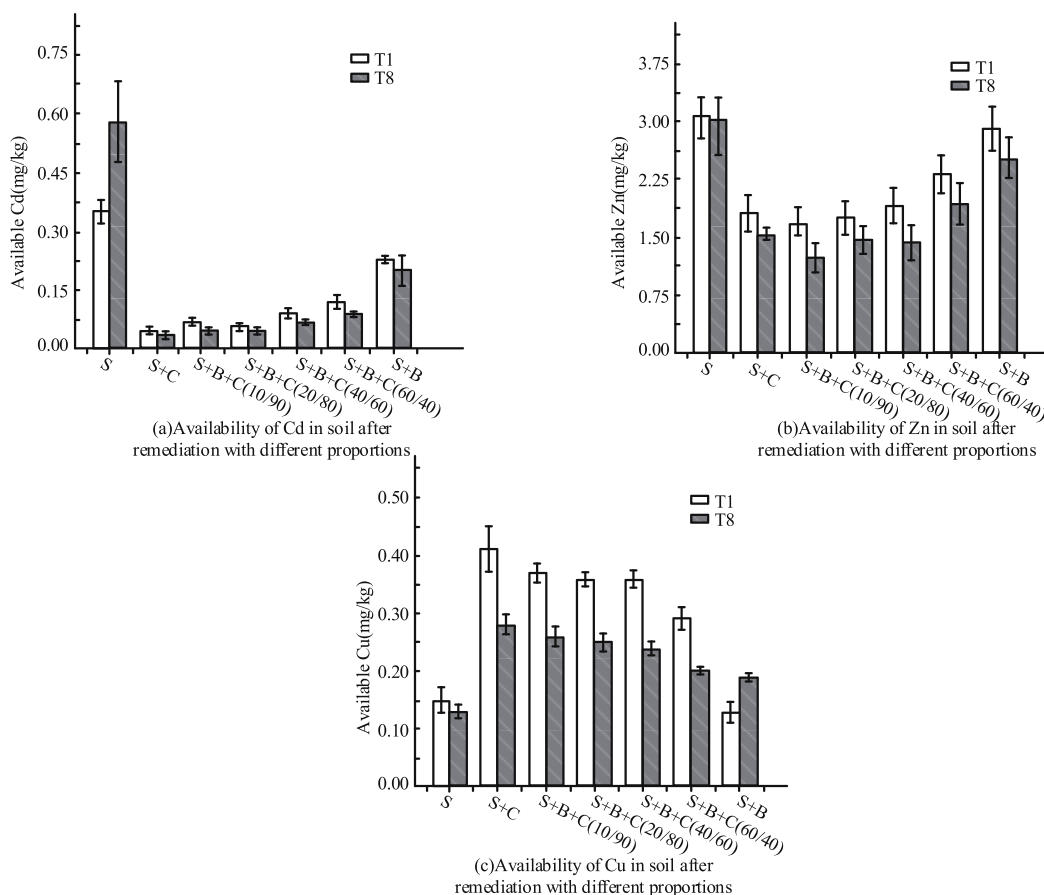 0.75
0.60
0.45
0.30
0.15
0.00
Available Cd(mg/kg)
T1
T8
S
S+C
S+B+C(10/90)
S+B+C(20/80)
S+B+C(40/60)
S+B+C(60/40)
S+B
(a)Availability of Cd in soil after
remediation with different proportions
3.75
3.00
2.25
1.50
0.75
0.00
Available Zn(mg/kg)
T1
T8
S
S+C
S+B+C(10/90)
S+B+C(20/80)
S+B+C(40/60)
S+B+C(60/40)
S+B
(b)Availability of Zn in soil after
remediation with different proportions
0.50
0.40
0.30
0.20
0.10
0.00
Available Cu(mg/kg)
T1
T8
S
S+C
S+B+C(10/90)
S+B+C(20/80)
S+B+C(40/60)
S+B+C(60/40)
S+B
(c)Availability of Cu in soil after
remediation with different proportions